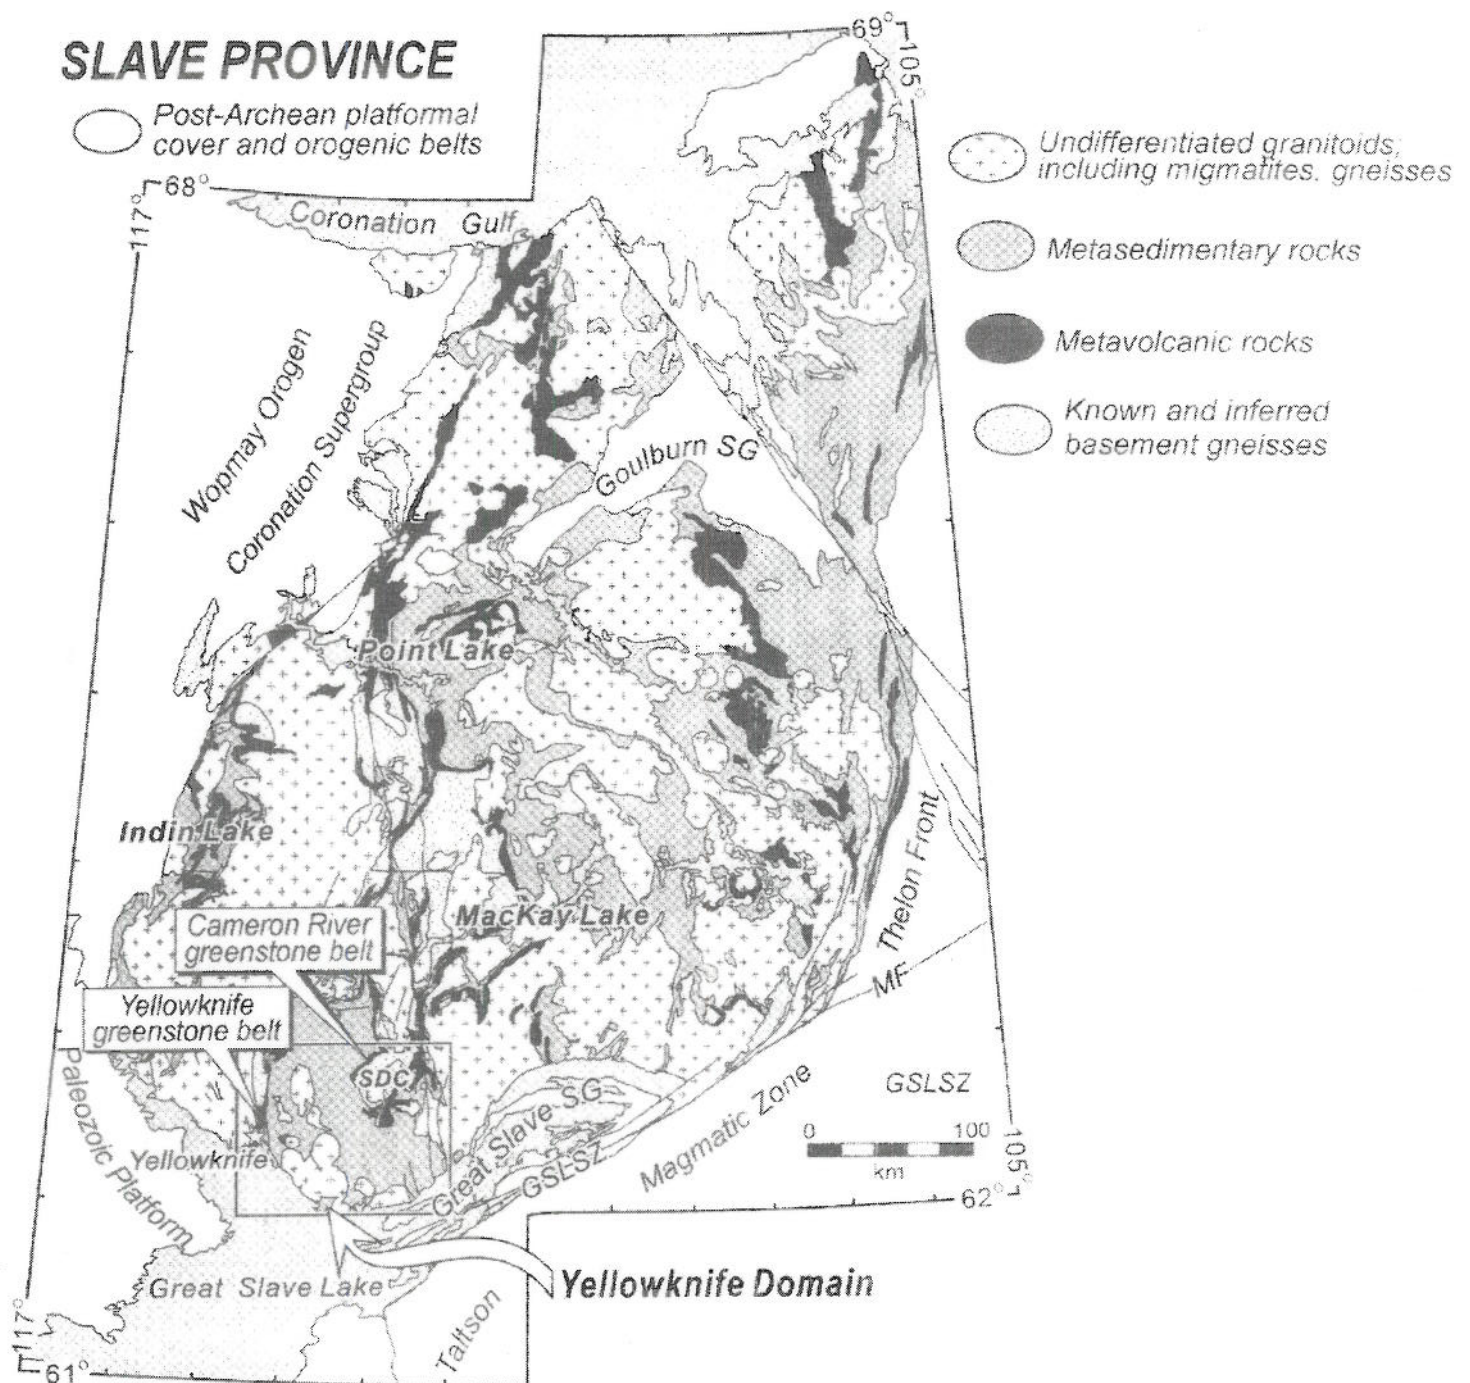 SLAVE PROVINCE
Post-Archean platformal
cover and orogenic belts
69°
105°
Undifferentiated granitoids,
including migmatites, gneisses
Metasedimentary rocks
Metavolcanic rocks
Known and inferred
basement gneisses
68°
117°
Coronation Gulf
Wopmay Orogen
Coronation Supergroup
Goulburn SG
Point Lake
Indin Lake
MacKay Lake
Thelon Front
MF
Cameron River
greenstone belt
Yellowknife
greenstone belt
SDC
Paleozoic Platform
Yellowknife
Great Slave SG
GSLSZ
Magmatic Zone
GSLSZ
0 100
km
105°
62°
Great Slave Lake
Yellowknife Domain
Taltson
117°
61°